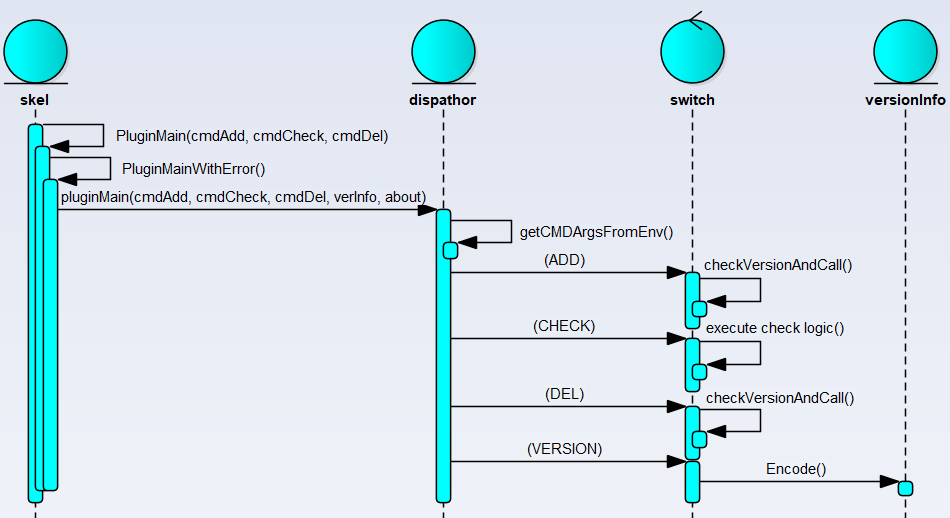 skel
dispathor
switch
versionInfo
PluginMain(cmdAdd, cmdCheck, cmdDel)
PluginMainWithError()
pluginMain(cmdAdd, cmdCheck, cmdDel, verInfo, about)
getCMDArgsFromEnv()
(ADD)
checkVersionAndCall()
(CHECK)
execute check logic()
(DEL)
checkVersionAndCall()
(VERSION)
Encode()